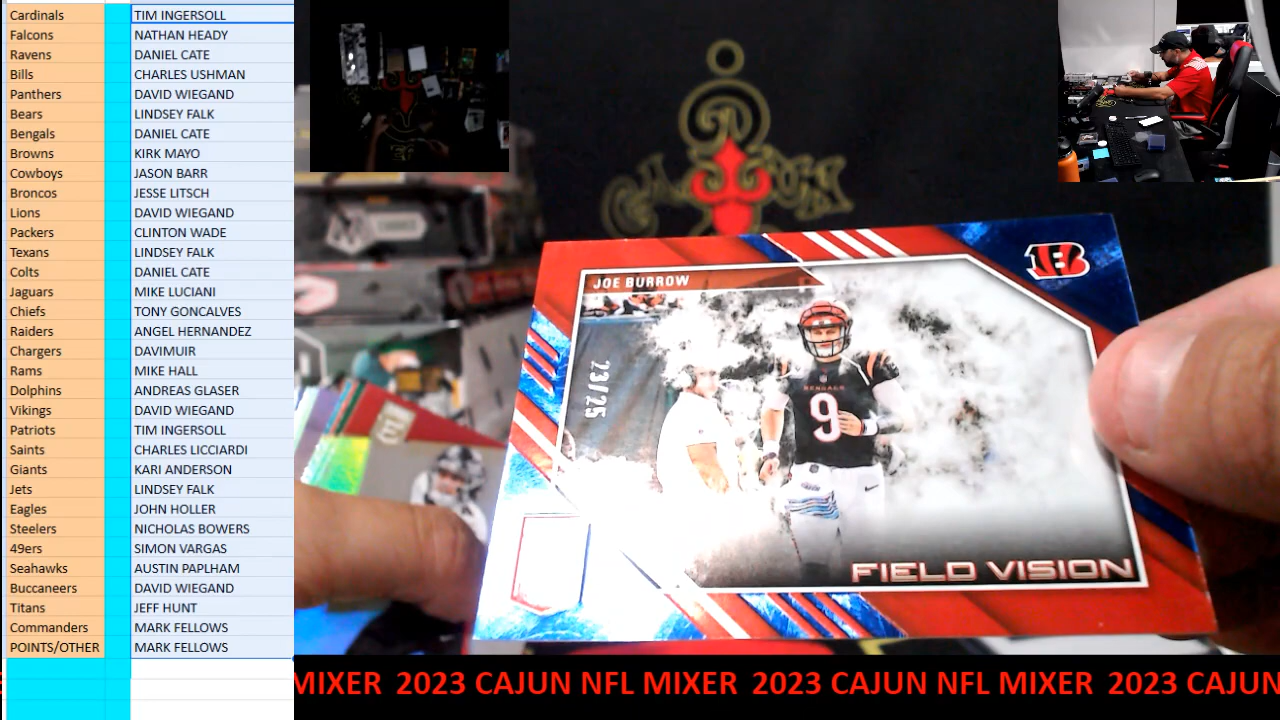 Cardinals TIM INGERSOLL
Falcons NATHAN HEADY
Ravens DANIEL CATE
Bills CHARLES USHMAN
Panthers DAVID WIEGAND
Bears LINDSEY FALK
Bengals DANIEL CATE
Browns KIRK MAYO
Cowboys JASON BARR
Broncos JESSE LITSCH
Lions DAVID WIEGAND
Packers CLINTON WADE
Texans LINDSEY FALK
Colts DANIEL CATE
Jaguars MIKE LUCIANI
Chiefs TONY GONCALVES
Raiders ANGEL HERNANDEZ
Chargers DAVIMUIR
Rams MIKE HALL
Dolphins ANDREAS GLASER
Vikings DAVID WIEGAND
Patriots TIM INGERSOLL
Saints CHARLES LICCIARDI
Giants KARI ANDERSON
Jets LINDSEY FALK
Eagles JOHN HOLLER
Steelers NICHOLAS BOWERS
49ers SIMON VARGAS
Seahawks AUSTIN PAPLHAM
Buccaneers DAVID WIEGAND
Titans JEFF HUNT
Commanders MARK FELLOWS
POINTS/OTHER MARK FELLOWS
CAJUN
B
JOE BURROW
23/25
BENGALS
9
FIELD VISION
MIXER 2023 CAJUN NFL MIXER 2023 CAJUN NFL MIXER 2023 CAJUN